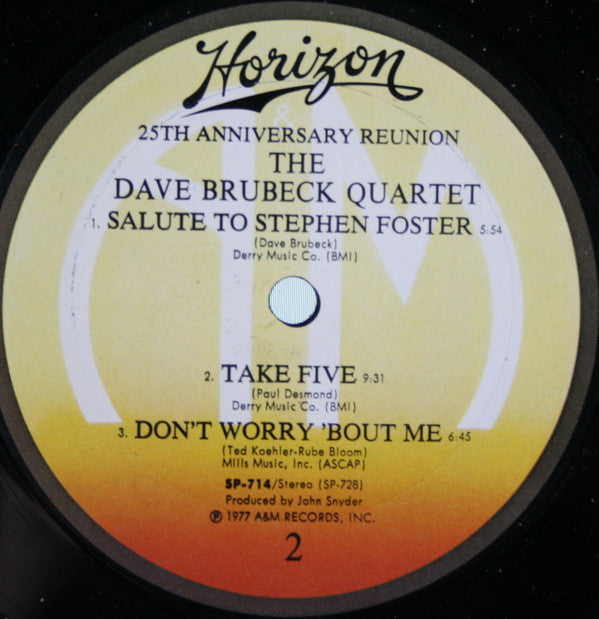 Horizon
25TH ANNIVERSARY REUNION
THE
DAVE BRUBECK QUARTET
1. SALUTE TO STEPHEN FOSTER 5:54
(Dave Brubeck)
Derry Music Co. (BMI)
2. TAKE FIVE 9:31
(Paul Desmond)
Derry Music Co. (BMI)
3. DON'T WORRY 'BOUT ME 6:45
(Ted Koehler-Rube Bloom)
Mills Music, Inc. (ASCAP)
SP-714/Stereo (SP-728)
Produced by John Snyder
℗ 1977 A&M RECORDS, INC.
2
A&M